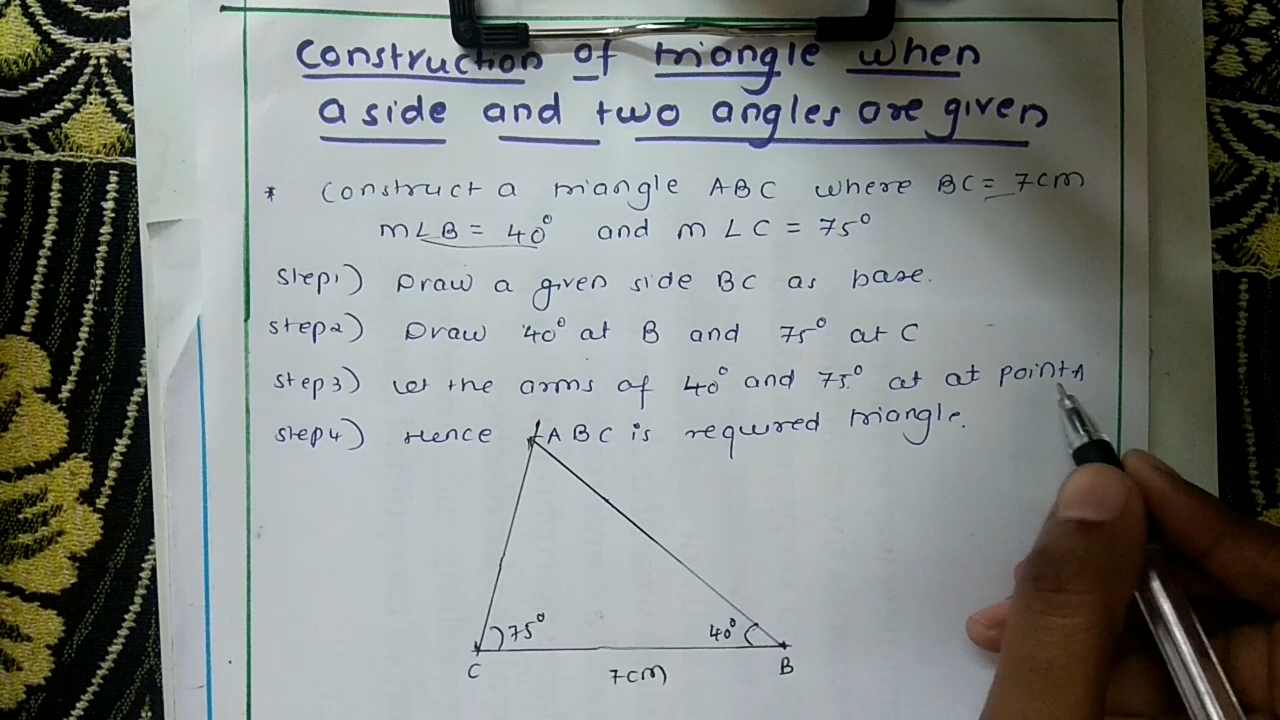 Construction of triangle when
a side and two angles are given
* Construct a triangle ABC where BC = 7cm
m∠B = 40° and m∠C = 75°
Step1) Draw a given side BC as base.
Step2) Draw 40° at B and 75° at C
Step3) Let the arms of 40° and 75° at at point A
Step4) Hence ABC is required triangle.
75° 40°
C 7cm B